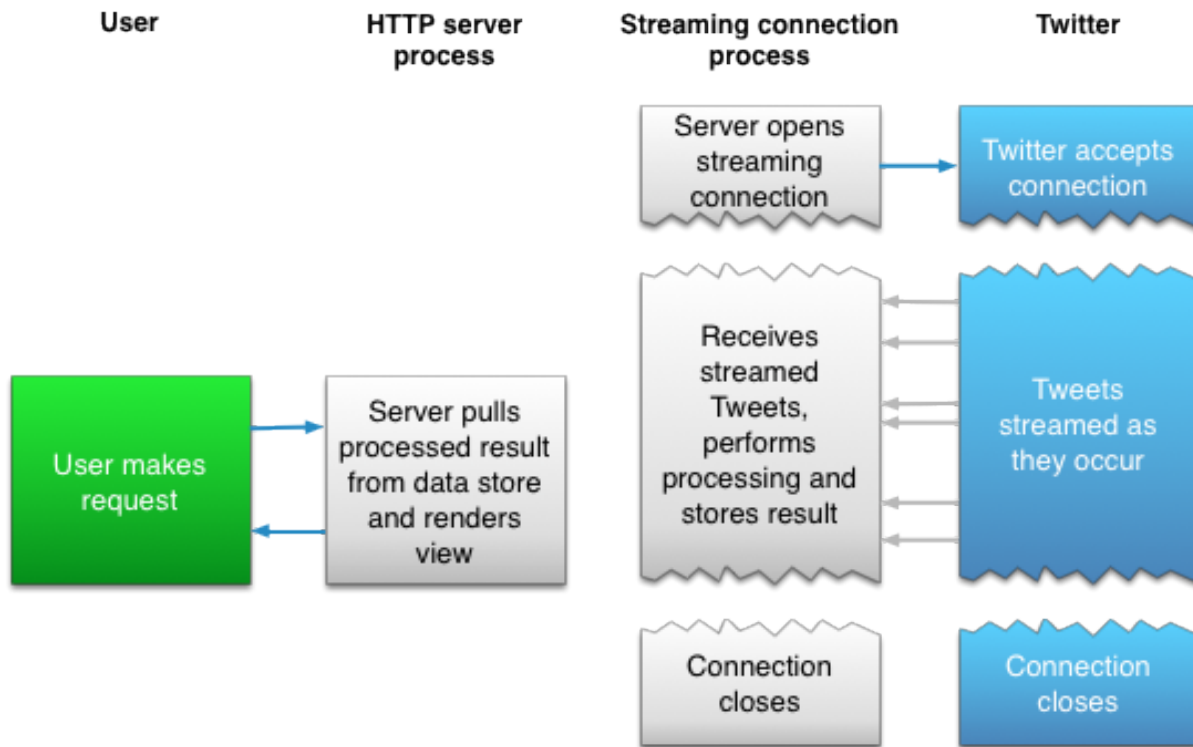 User
HTTP server
process
Streaming connection
process
Twitter
Server opens
streaming
connection
Twitter accepts
connection
User makes
request
Server pulls
processed result
from data store
and renders
view
Receives
streamed
Tweets,
performs
processing and
stores result
Tweets
streamed as
they occur
Connection
closes
Connection
closes